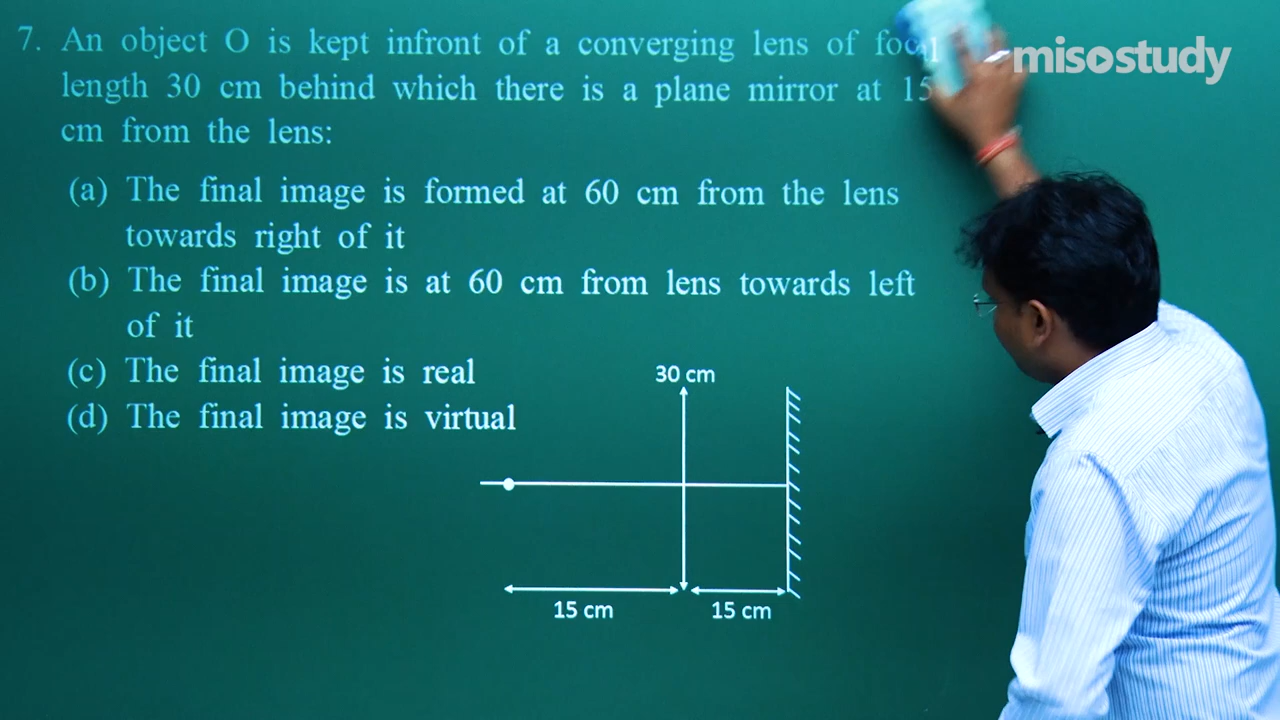 7. An object O is kept infront of a converging lens of focal
length 30 cm behind which there is a plane mirror at 15
cm from the lens:
(a) The final image is formed at 60 cm from the lens
towards right of it
(b) The final image is at 60 cm from lens towards left
of it
(c) The final image is real
(d) The final image is virtual
30 cm
15 cm
15 cm
misostudy